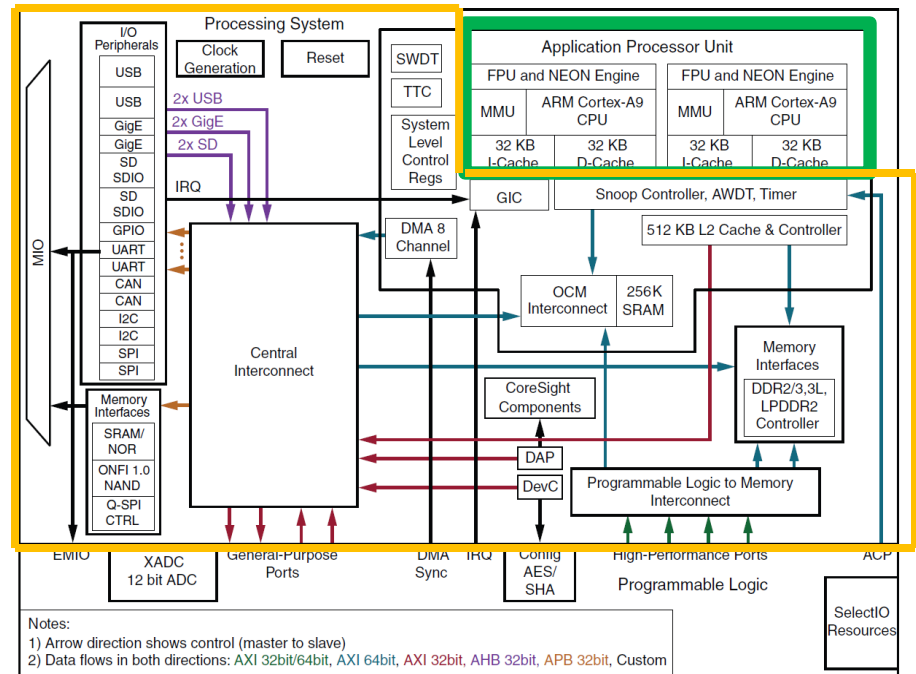 Processing System
I/O
Peripherals
USB
USB
GigE
GigE
SD
SDIO
SD
SDIO
GPIO
UART
UART
CAN
CAN
I2C
I2C
SPI
SPI
MIO
Clock
Generation
Reset
2x USB
2x GigE
2x SD
IRQ
SWDT
TTC
System
Level
Control
Regs
Application Processor Unit
FPU and NEON Engine
MMU
ARM Cortex-A9
CPU
32 KB
I-Cache
32 KB
D-Cache
FPU and NEON Engine
MMU
ARM Cortex-A9
CPU
32 KB
I-Cache
32 KB
D-Cache
GIC
Snoop Controller, AWDT, Timer
512 KB L2 Cache & Controller
DMA 8
Channel
OCM
Interconnect
256K
SRAM
Central
Interconnect
Memory
Interfaces
DDR2/3,3L,
LPDDR2
Controller
CoreSight
Components
DAP
DevC
Programmable Logic to Memory
Interconnect
Memory
Interfaces
SRAM/
NOR
ONFI 1.0
NAND
Q-SPI
CTRL
EMIO
XADC
12 bit ADC
General-Purpose
Ports
DMA
Sync
IRQ
Config
AES/
SHA
High-Performance Ports
ACP
Programmable Logic
SelectIO
Resources
Notes:
1) Arrow direction shows control (master to slave)
2) Data flows in both directions: AXI 32bit/64bit, AXI 64bit, AXI 32bit, AHB 32bit, APB 32bit, Custom